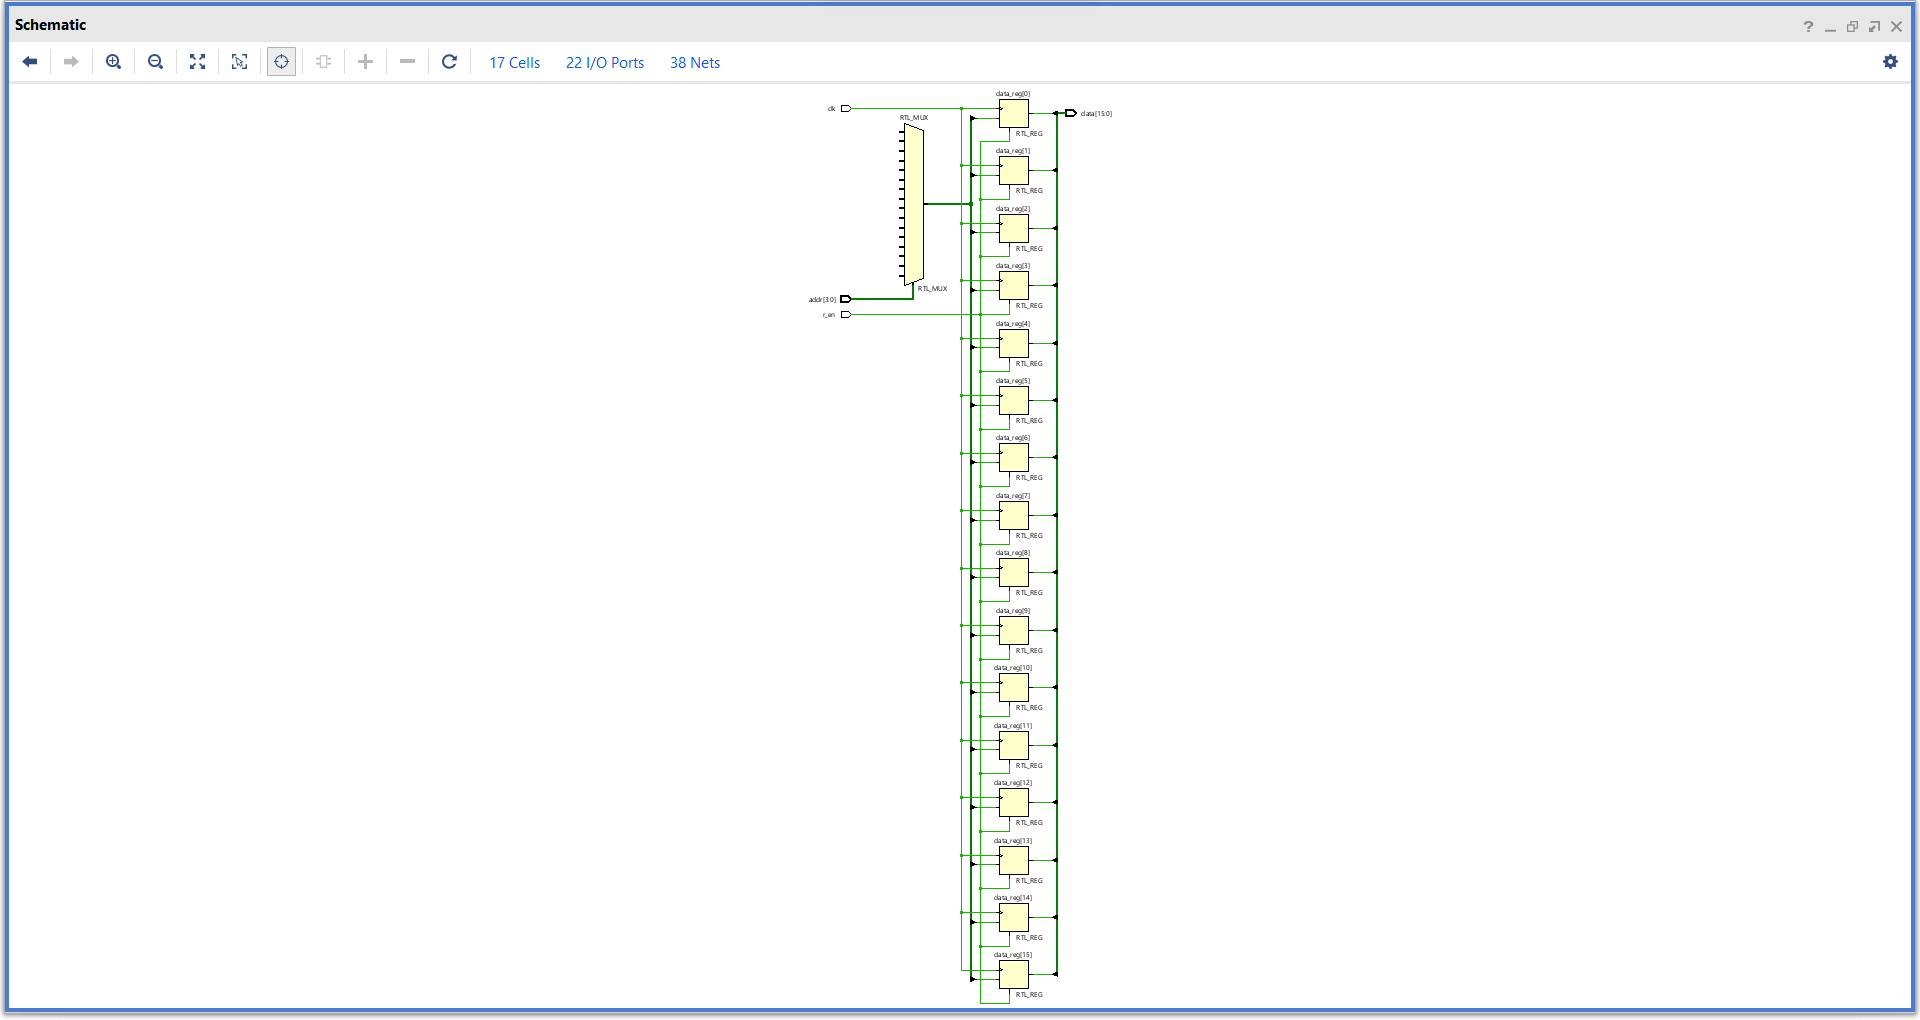 Schematic
17 Cells 22 I/O Ports 38 Nets
clk
RTL_MUX
RTL_MUX
addr[3:0]
r_en
data_reg[0]
RTL_REG
data[15:0]
data_reg[1]
RTL_REG
data_reg[2]
RTL_REG
data_reg[3]
RTL_REG
data_reg[4]
RTL_REG
data_reg[5]
RTL_REG
data_reg[6]
RTL_REG
data_reg[7]
RTL_REG
data_reg[8]
RTL_REG
data_reg[9]
RTL_REG
data_reg[10]
RTL_REG
data_reg[11]
RTL_REG
data_reg[12]
RTL_REG
data_reg[13]
RTL_REG
data_reg[14]
RTL_REG
data_reg[15]
RTL_REG